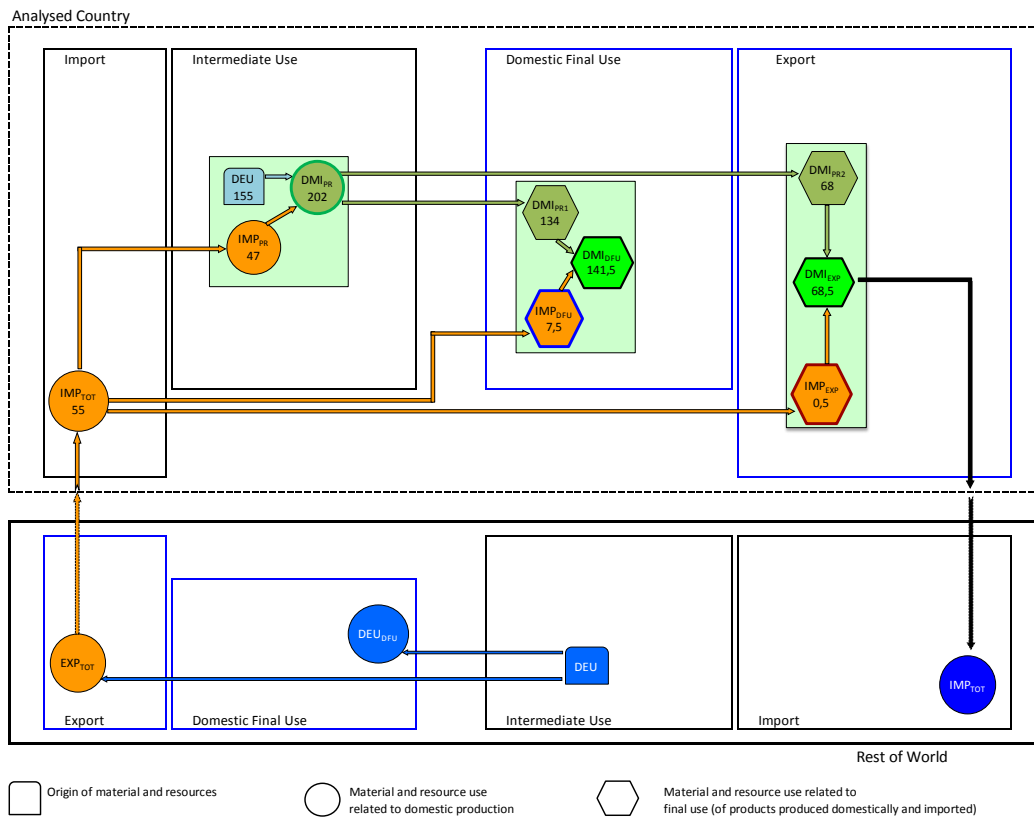 Analysed Country
Import
Intermediate Use
Domestic Final Use
Export
DEU
155
DMIPR
202
IMPPR
47
DMIPR1
134
DMIDFU
141,5
IMPDFU
7,5
DMIPR2
68
DMIEXP
68,5
IMPEXP
0,5
IMPTOT
55
EXPTOT
DEUDFU
DEU
IMPTOT
Export
Domestic Final Use
Intermediate Use
Import
Rest of World
Origin of material and resources
Material and resource use
related to domestic production
Material and resource use related to
final use (of products produced domestically and imported)